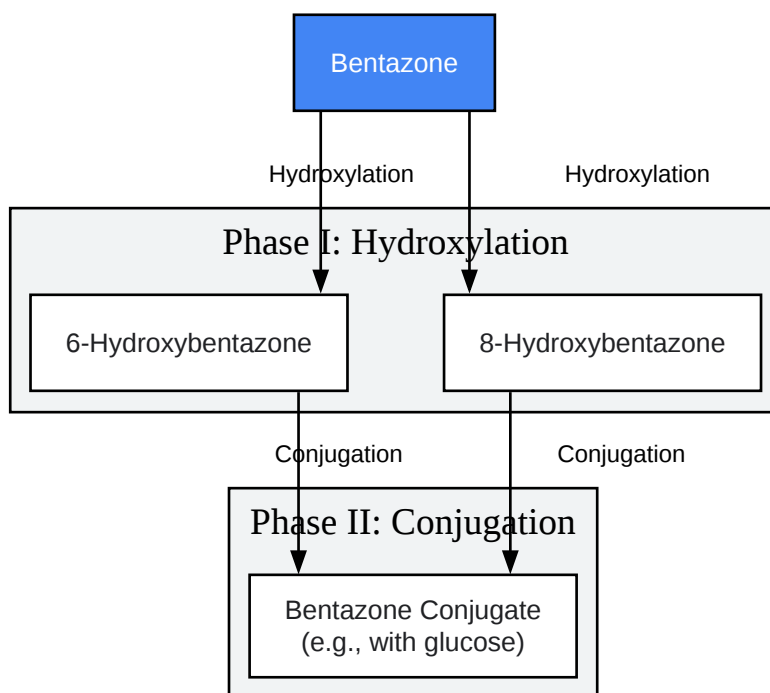 Bentazone
Hydroxylation
Hydroxylation
Phase I: Hydroxylation
6-Hydroxybentazone
8-Hydroxybentazone
Conjugation
Conjugation
Phase II: Conjugation
Bentazone Conjugate
(e.g., with glucose)